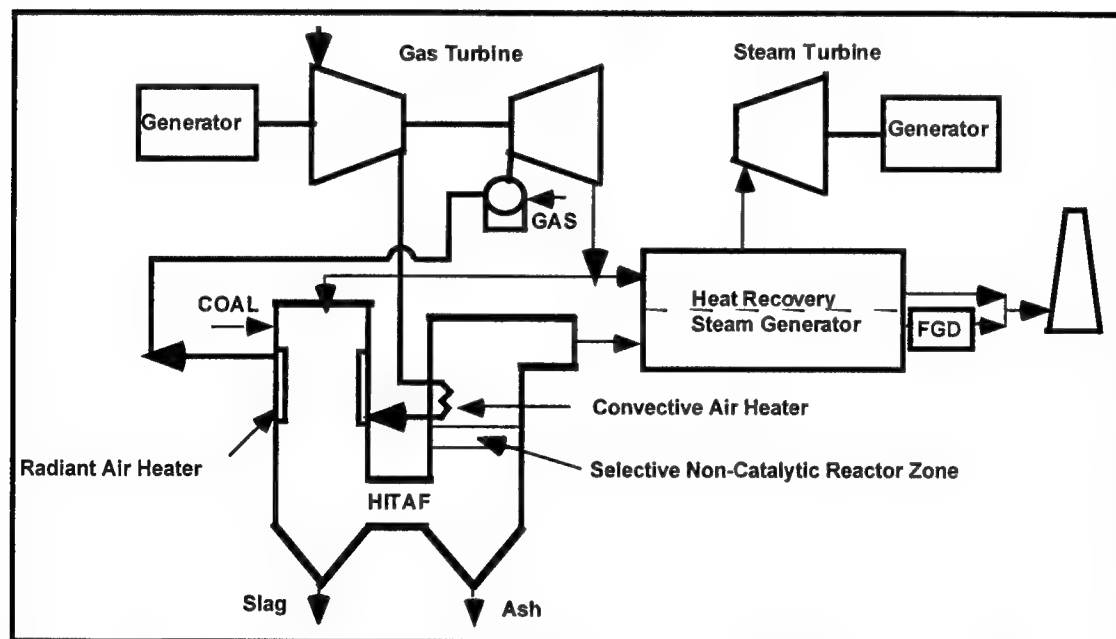 Gas Turbine
Steam Turbine
Generator
Generator
GAS
COAL
Heat Recovery
Steam Generator
FGD
Convective Air Heater
Radiant Air Heater
Selective Non-Catalytic Reactor Zone
HITAF
Slag
Ash